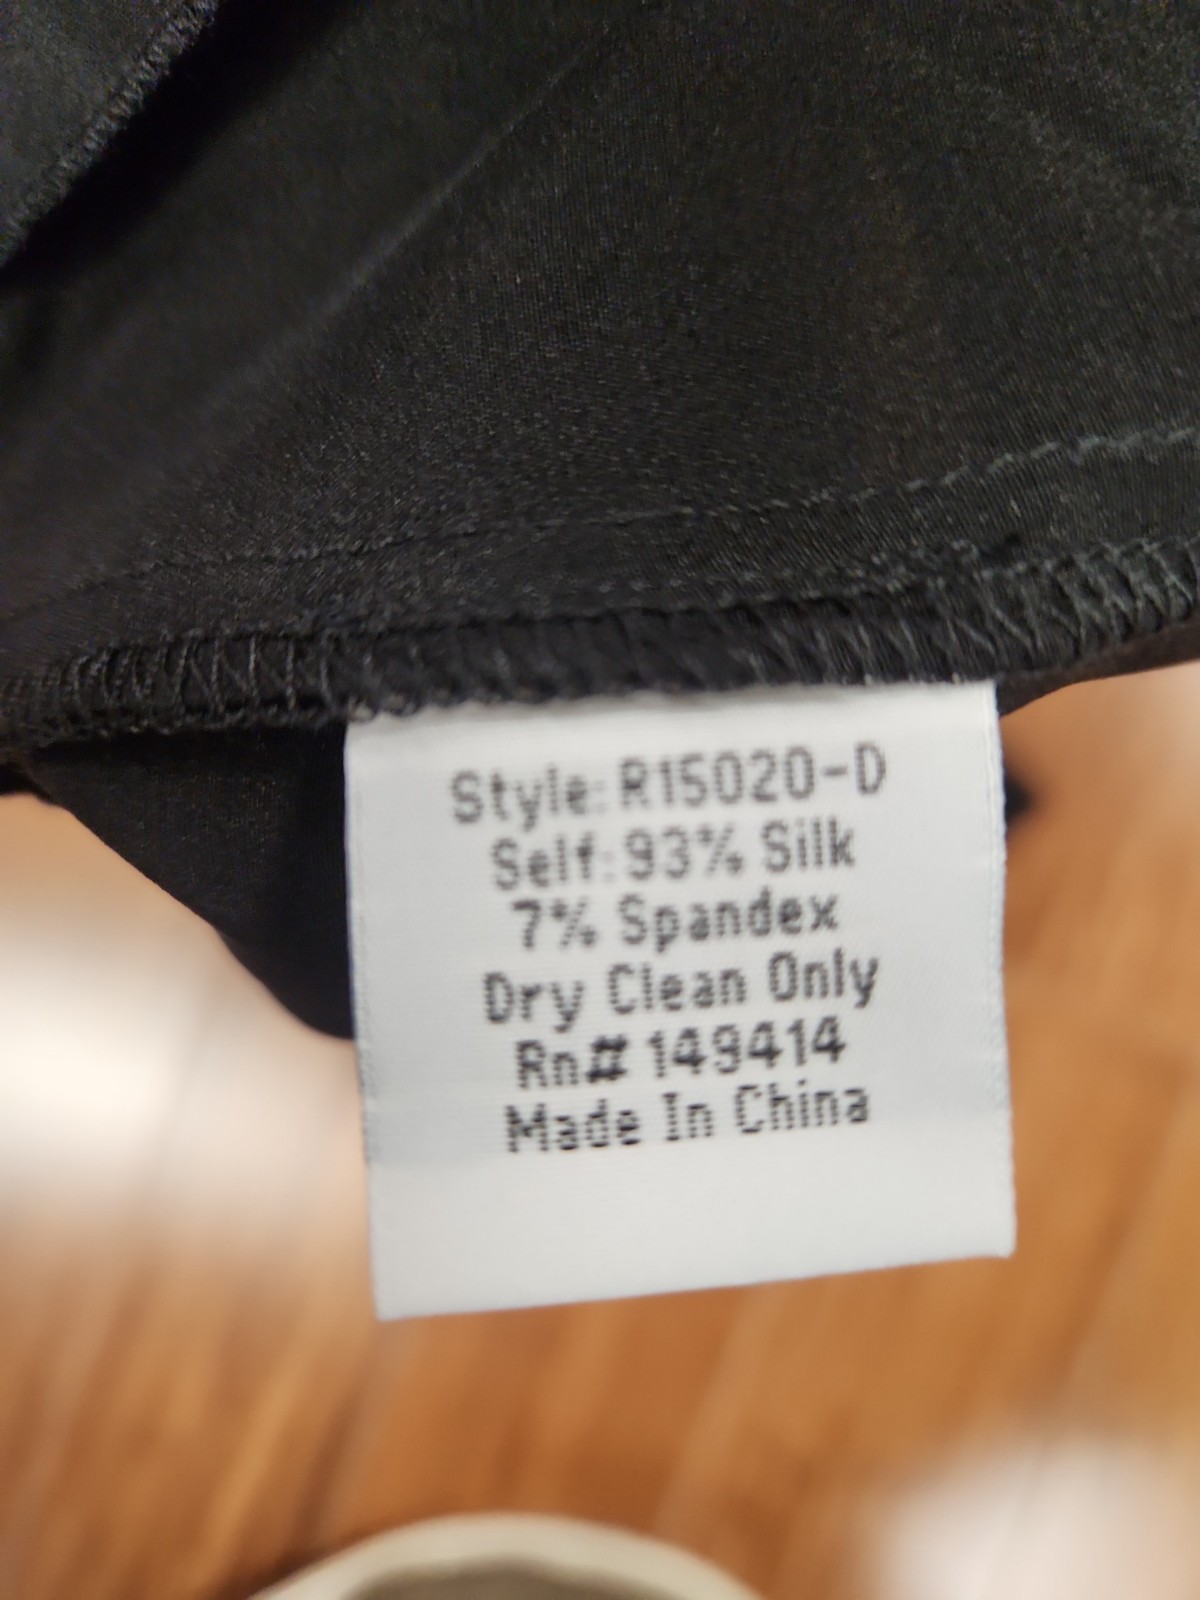 Style: R15020-D
Self: 93% Silk
7% Spandex
Dry Clean Only
Rn# 149414
Made In China